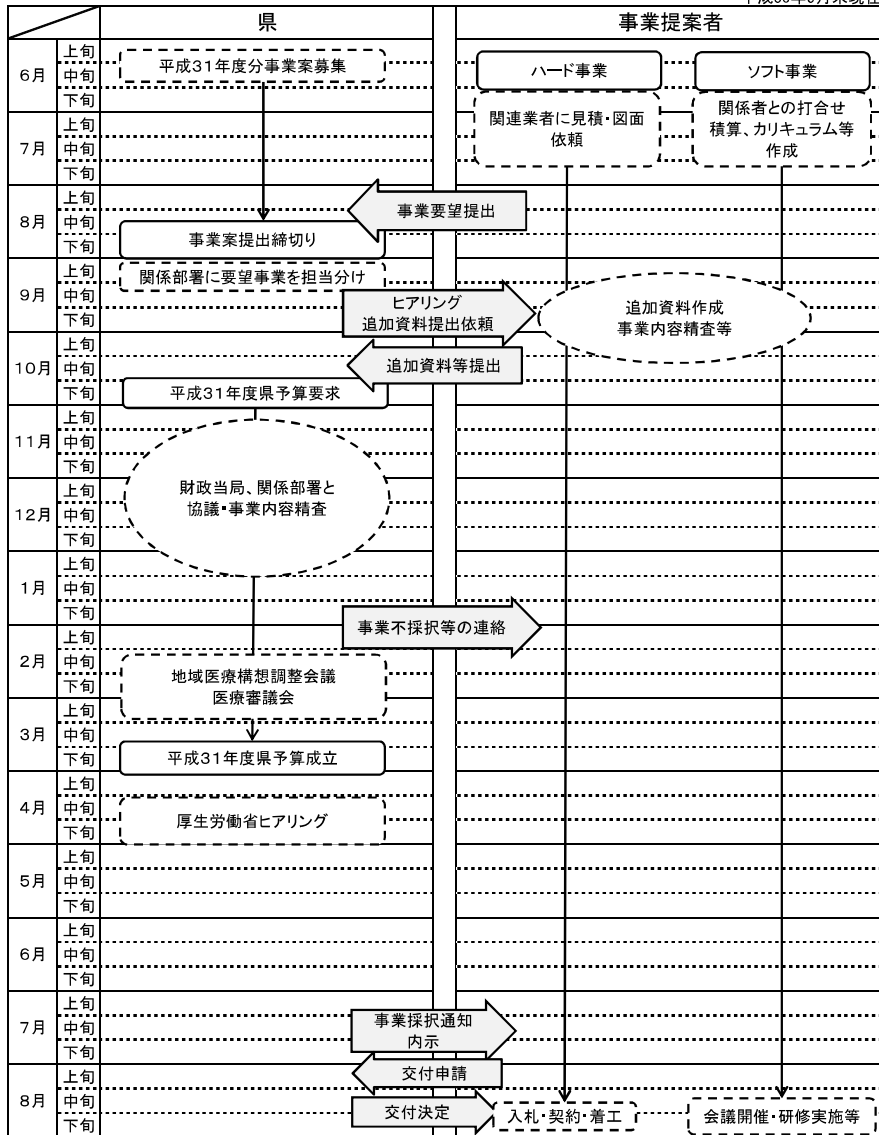 県
事業提案者
6月
上旬
中旬
下旬
平成31年度分事業案募集
ハード事業
ソフト事業
関連業者に見積・図面
依頼
関係者との打合せ
積算、カリキュラム等
作成
7月
上旬
中旬
下旬
8月
上旬
中旬
下旬
事業要望提出
事業案提出締切り
9月
上旬
中旬
下旬
関係部署に要望事業を担当分け
ヒアリング
追加資料提出依頼
追加資料作成
事業内容精査等
10月
上旬
中旬
下旬
追加資料等提出
平成31年度県予算要求
11月
上旬
中旬
下旬
財政当局、関係部署と
協議・事業内容精査
12月
上旬
中旬
下旬
1月
上旬
中旬
下旬
事業不採択等の連絡
2月
上旬
中旬
下旬
地域医療構想調整会議
医療審議会
3月
上旬
中旬
下旬
平成31年度県予算成立
4月
上旬
中旬
下旬
厚生労働省ヒアリング
5月
上旬
中旬
下旬
6月
上旬
中旬
下旬
7月
上旬
中旬
下旬
事業採択通知
内示
8月
上旬
中旬
下旬
交付申請
交付決定
入札・契約・着工
会議開催・研修実施等